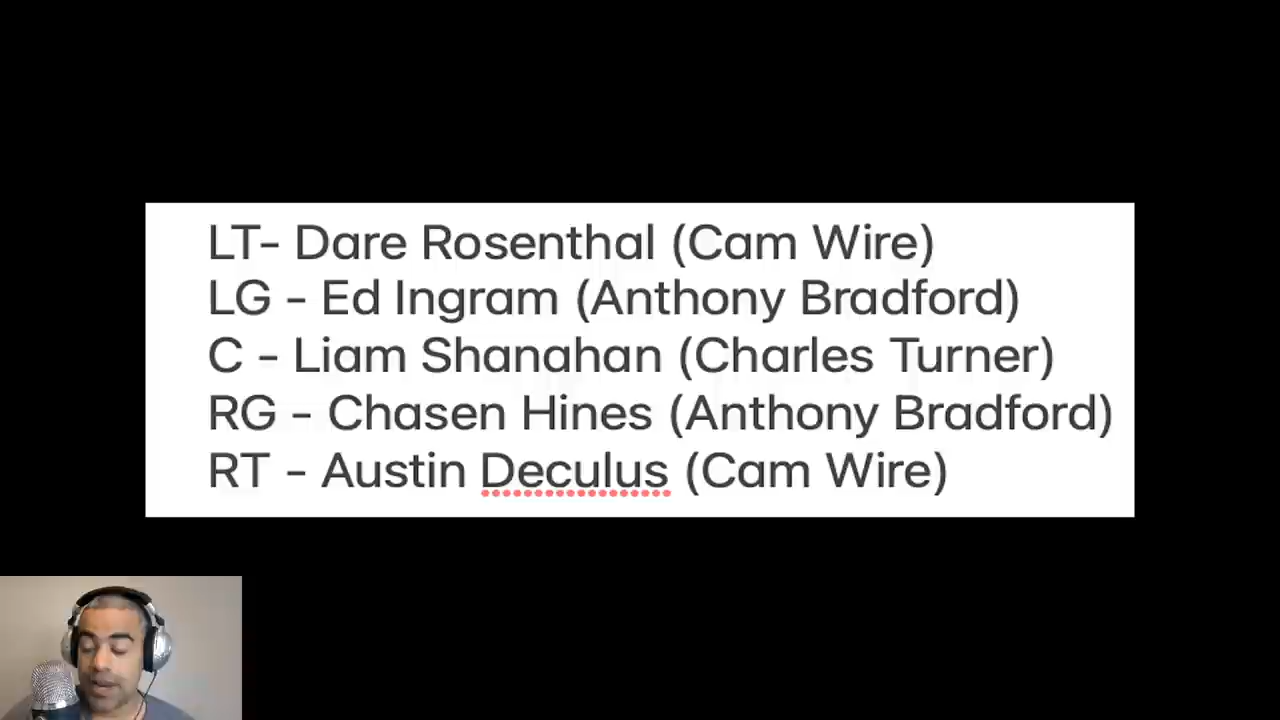 LT- Dare Rosenthal (Cam Wire)
LG - Ed Ingram (Anthony Bradford)
C - Liam Shanahan (Charles Turner)
RG - Chasen Hines (Anthony Bradford)
RT - Austin Deculus (Cam Wire)